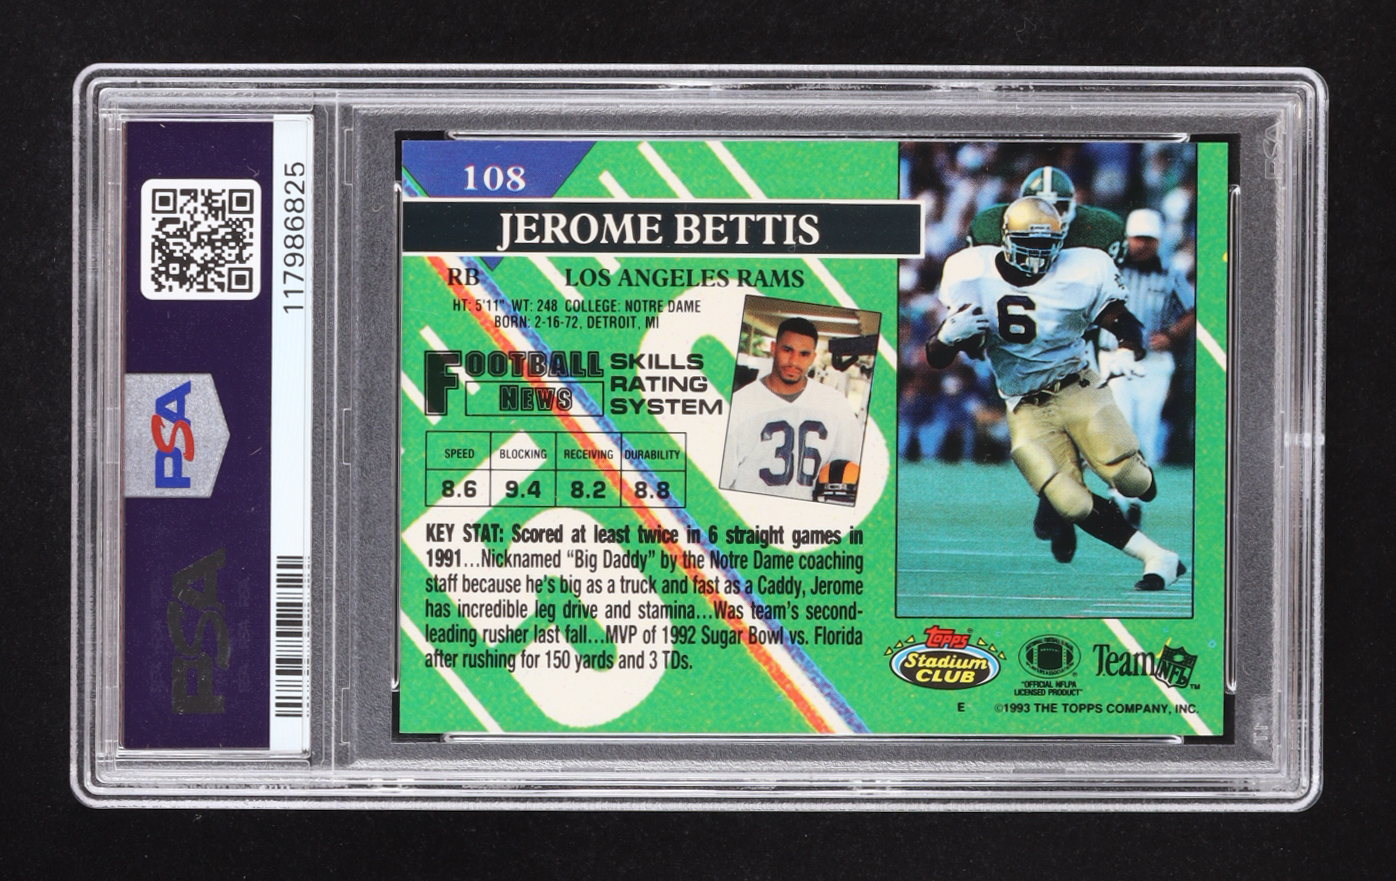 117986825
PSA
PSA
108
JEROME BETTIS
RB LOS ANGELES RAMS
HT: 5'11" WT: 248 COLLEGE: NOTRE DAME
BORN: 2-16-72, DETROIT, MI
FOOTBALL NEWS
SKILLS
RATING
SYSTEM
36
SPEED BLOCKING RECEIVING DURABILITY
8.6 9.4 8.2 8.8
KEY STAT: Scored at least twice in 6 straight games in
1991...Nicknamed “Big Daddy” by the Notre Dame coaching
staff because he's big as a truck and fast as a Caddy, Jerome
has incredible leg drive and stamina...Was team's second-
leading rusher last fall...MVP of 1992 Sugar Bowl vs. Florida
after rushing for 150 yards and 3 TDs.
6
topps
Stadium
CLUB
"OFFICIAL NFLPA
LICENSED PRODUCT"
Team NFL™
E ©1993 THE TOPPS COMPANY, INC.